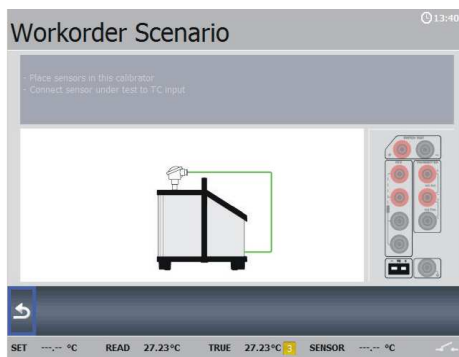 13:40
Workorder Scenario
- Place sensors in this calibrator
- Connect sensor under test to TC input
SET ---.-- °C READ 27.23°C TRUE 27.23°C 3 SENSOR ---.-- °C